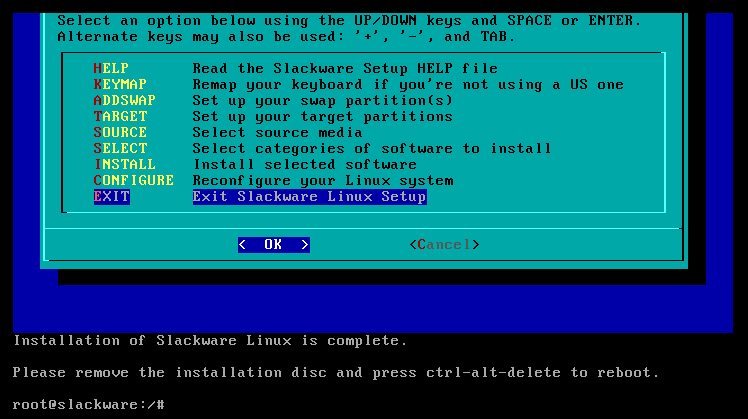 Select an option below using the UP/DOWN keys and SPACE or ENTER.
Alternate keys may also be used: '+', '-', and TAB.
HELP Read the Slackware Setup HELP file
KEYMAP Remap your keyboard if you're not using a US one
ADDSWAP Set up your swap partition(s)
TARGET Set up your target partitions
SOURCE Select source media
SELECT Select categories of software to install
INSTALL Install selected software
CONFIGURE Reconfigure your Linux system
EXIT Exit Slackware Linux Setup
< OK > <Cancel>
Installation of Slackware Linux is complete.
Please remove the installation disc and press ctrl-alt-delete to reboot.
root@slackware:/#